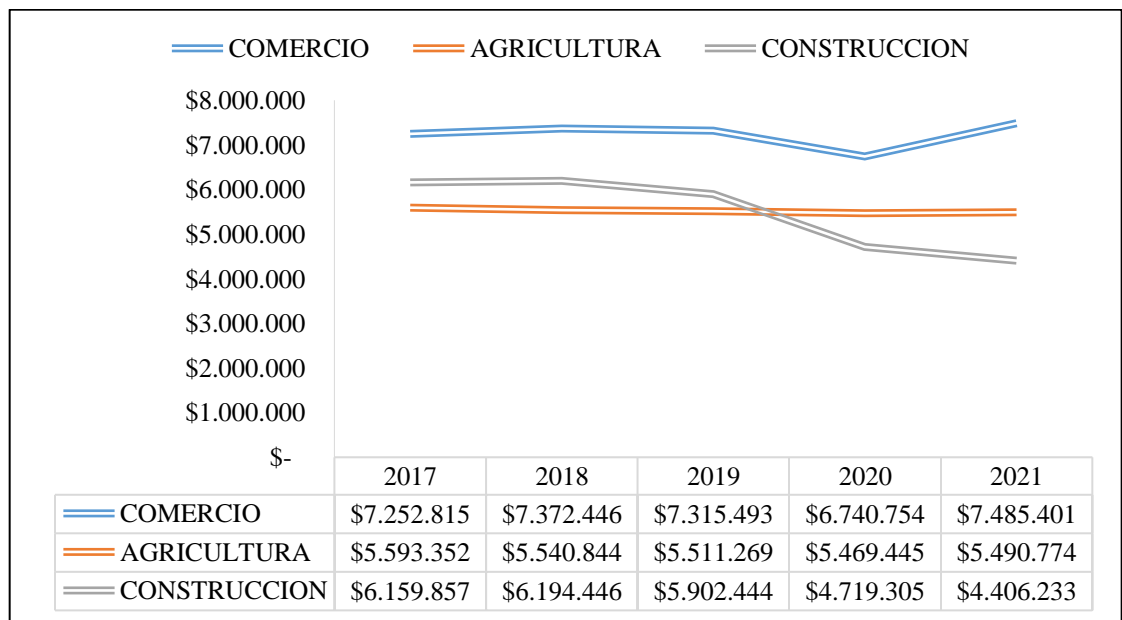 COMERCIO AGRICULTURA CONSTRUCCION
$8.000.000
$7.000.000
$6.000.000
$5.000.000
$4.000.000
$3.000.000
$2.000.000
$1.000.000
$-
2017 2018 2019 2020 2021
COMERCIO $7.252.815 $7.372.446 $7.315.493 $6.740.754 $7.485.401
AGRICULTURA $5.593.352 $5.540.844 $5.511.269 $5.469.445 $5.490.774
CONSTRUCCION $6.159.857 $6.194.446 $5.902.444 $4.719.305 $4.406.233